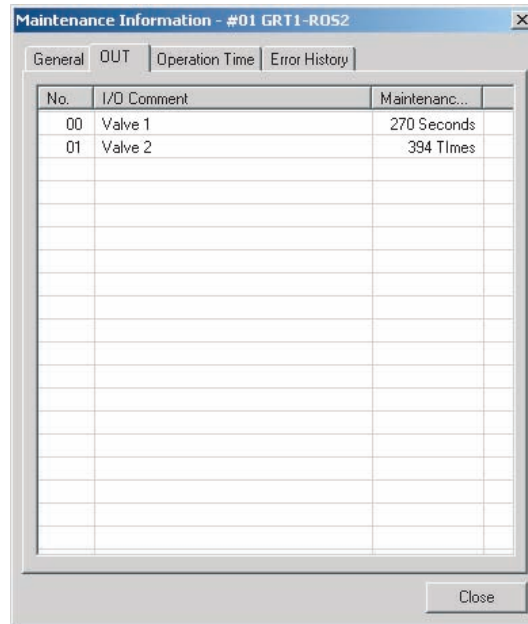 Maintenance Information - #01 GRT1-ROS2
General OUT Operation Time Error History
No. I/O Comment Maintenanc...
00 Valve 1 270 Seconds
01 Valve 2 394 TImes
Close